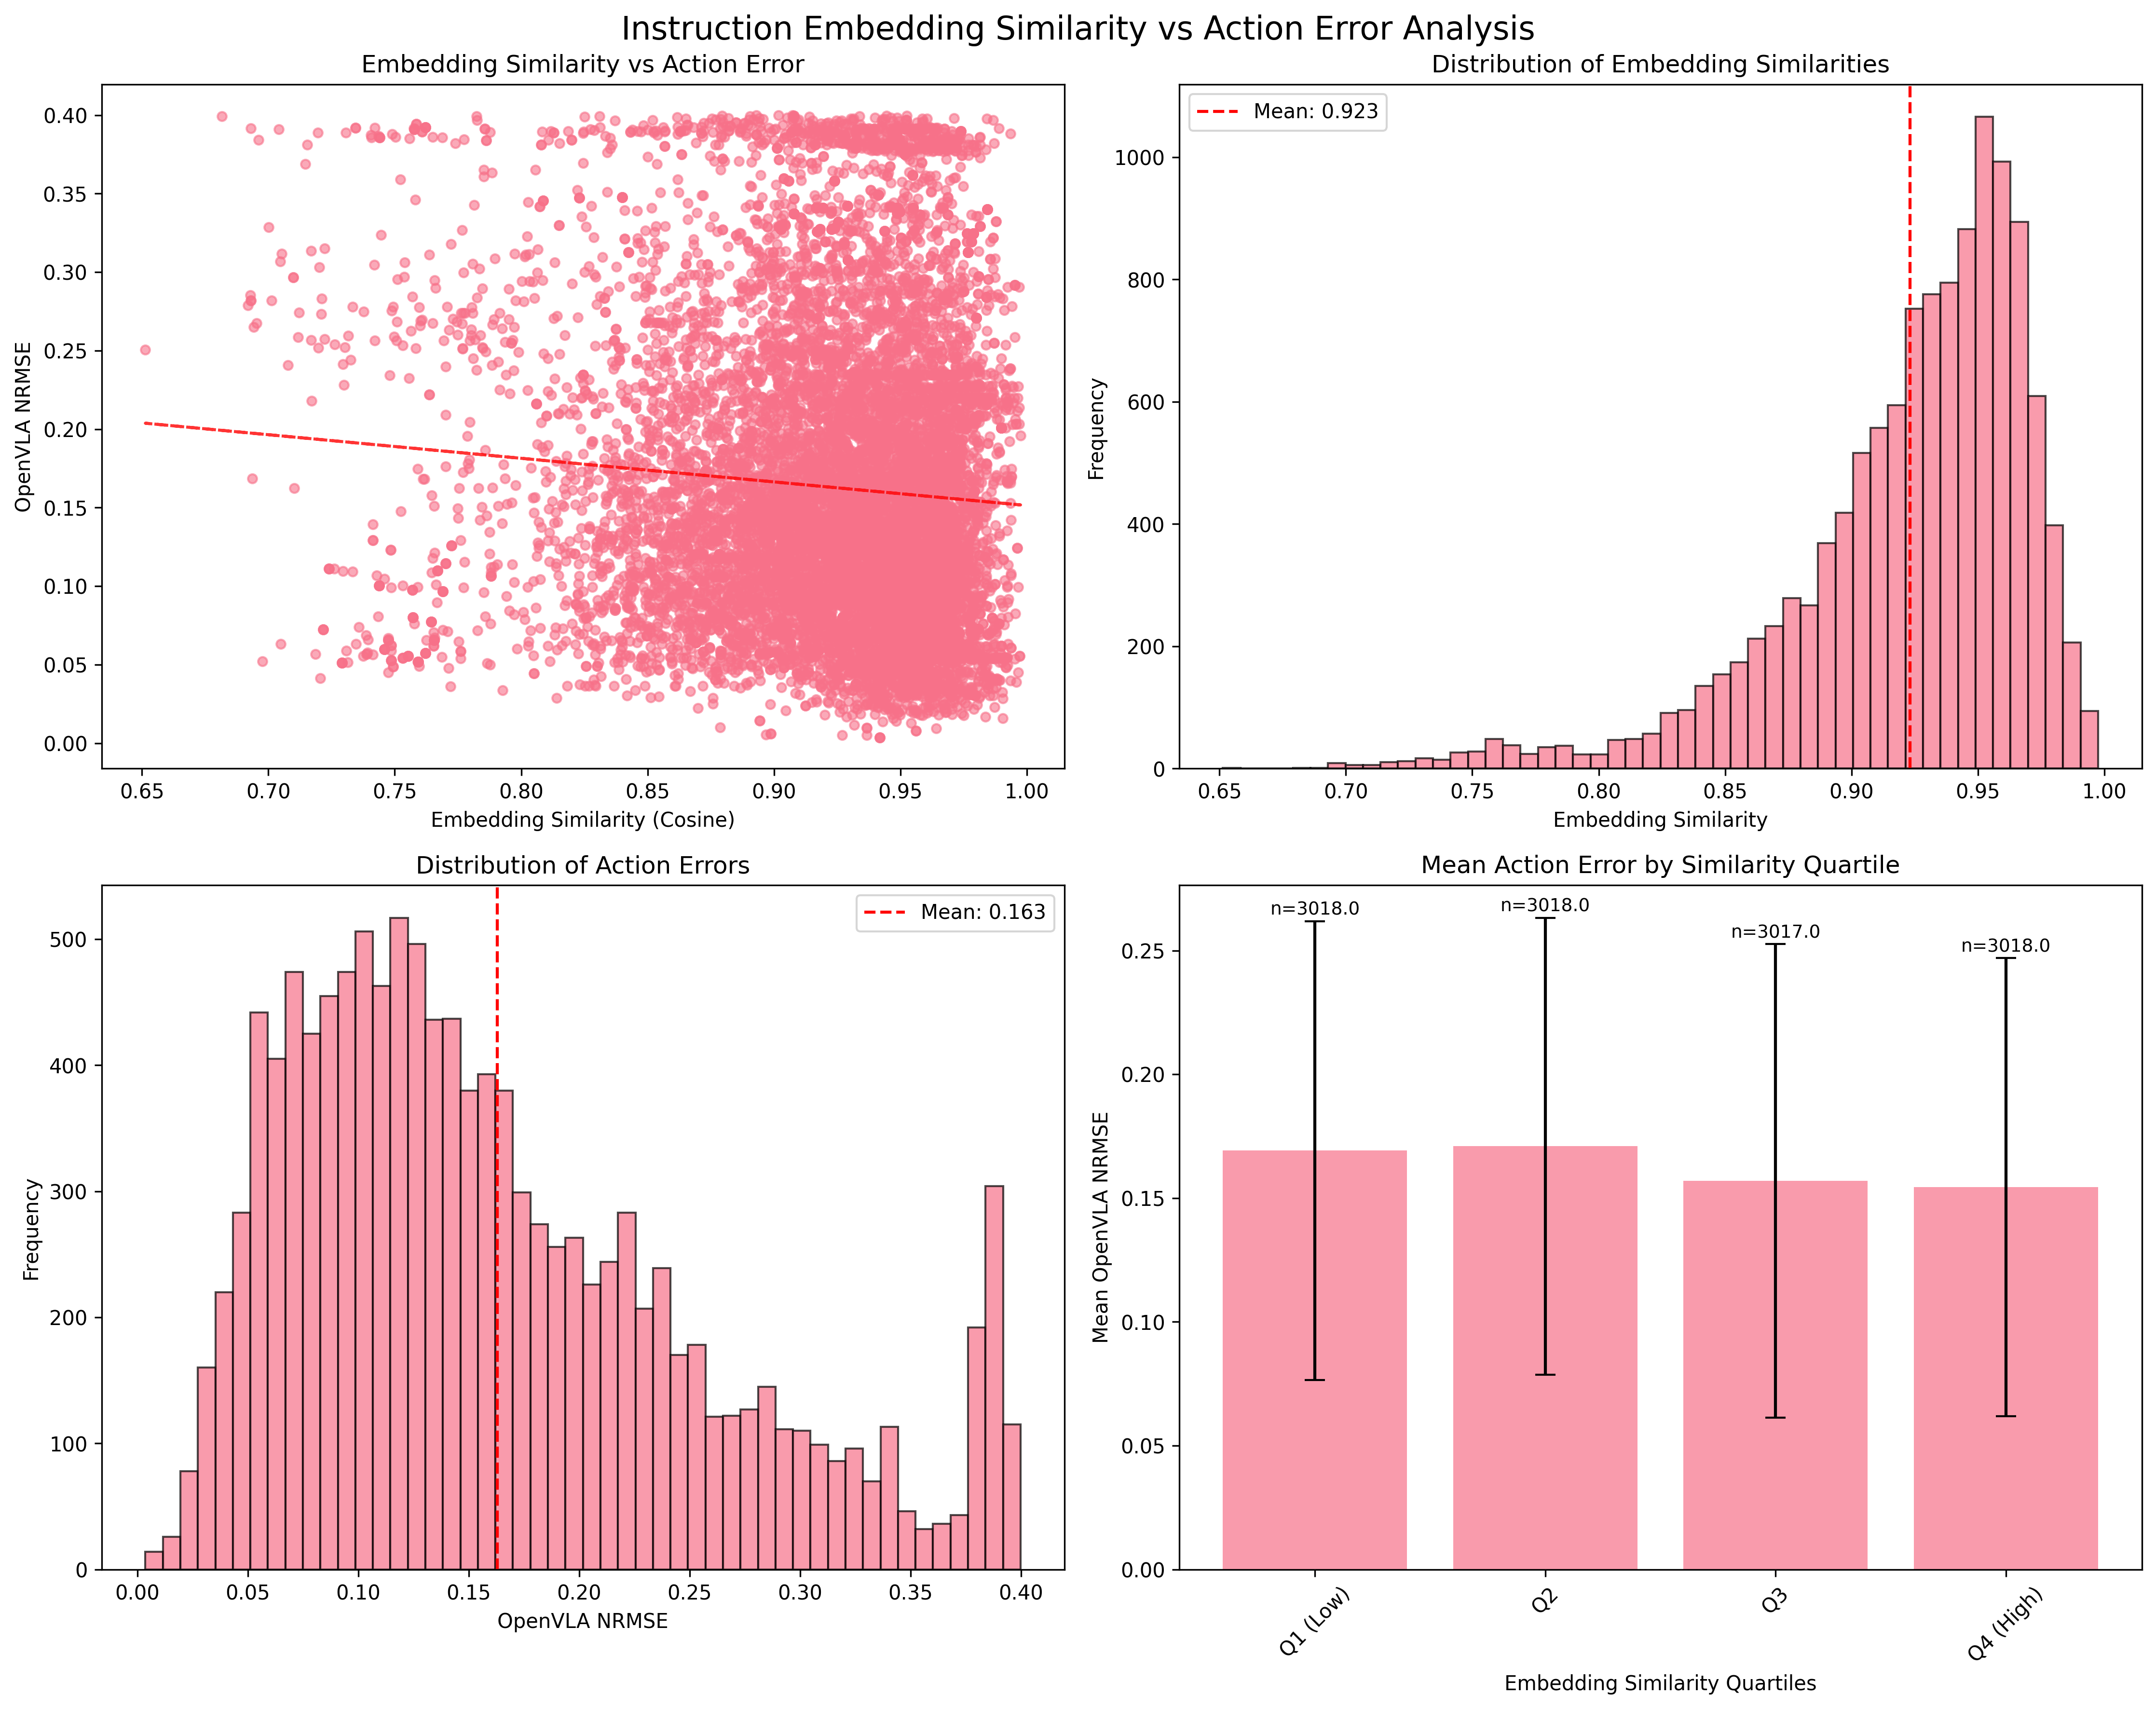 Instruction Embedding Similarity vs Action Error Analysis
Embedding Similarity vs Action Error
OpenVLA NRMSE
0.40
0.35
0.30
0.25
0.20
0.15
0.10
0.05
0.00
0.65 0.70 0.75 0.80 0.85 0.90 0.95 1.00
Embedding Similarity (Cosine)
Distribution of Embedding Similarities
Mean: 0.923
Frequency
1000
800
600
400
200
0
0.65 0.70 0.75 0.80 0.85 0.90 0.95 1.00
Embedding Similarity
Distribution of Action Errors
Mean: 0.163
Frequency
500
400
300
200
100
0
0.00 0.05 0.10 0.15 0.20 0.25 0.30 0.35 0.40
OpenVLA NRMSE
Mean Action Error by Similarity Quartile
n=3018.0 n=3018.0 n=3017.0 n=3018.0
Mean OpenVLA NRMSE
0.25
0.20
0.15
0.10
0.05
0.00
Q1 (Low) Q2 Q3 Q4 (High)
Embedding Similarity Quartiles